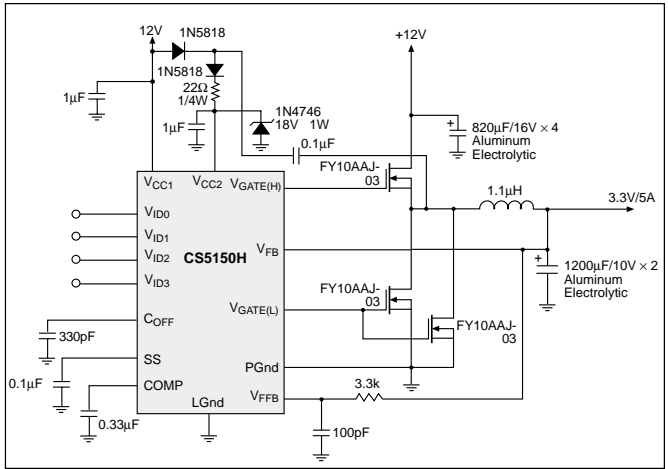 12V
1N5818
+12V
1N5818
22Ω
1/4W
1µF
1N4746
18V 1W
1µF
0.1µF
820µF/16V × 4
Aluminum
Electrolytic
FY10AAJ-
03
VCC1
VCC2
VGATE(H)
1.1µH
3.3V/5A
VID0
VID1
CS5150H
VFB
VID2
VID3
1200µF/10V × 2
Aluminum
Electrolytic
FY10AAJ-
03
VGATE(L)
COFF
FY10AAJ-
03
330pF
SS
PGnd
0.1µF
COMP
3.3k
VFFB
LGnd
0.33µF
100pF